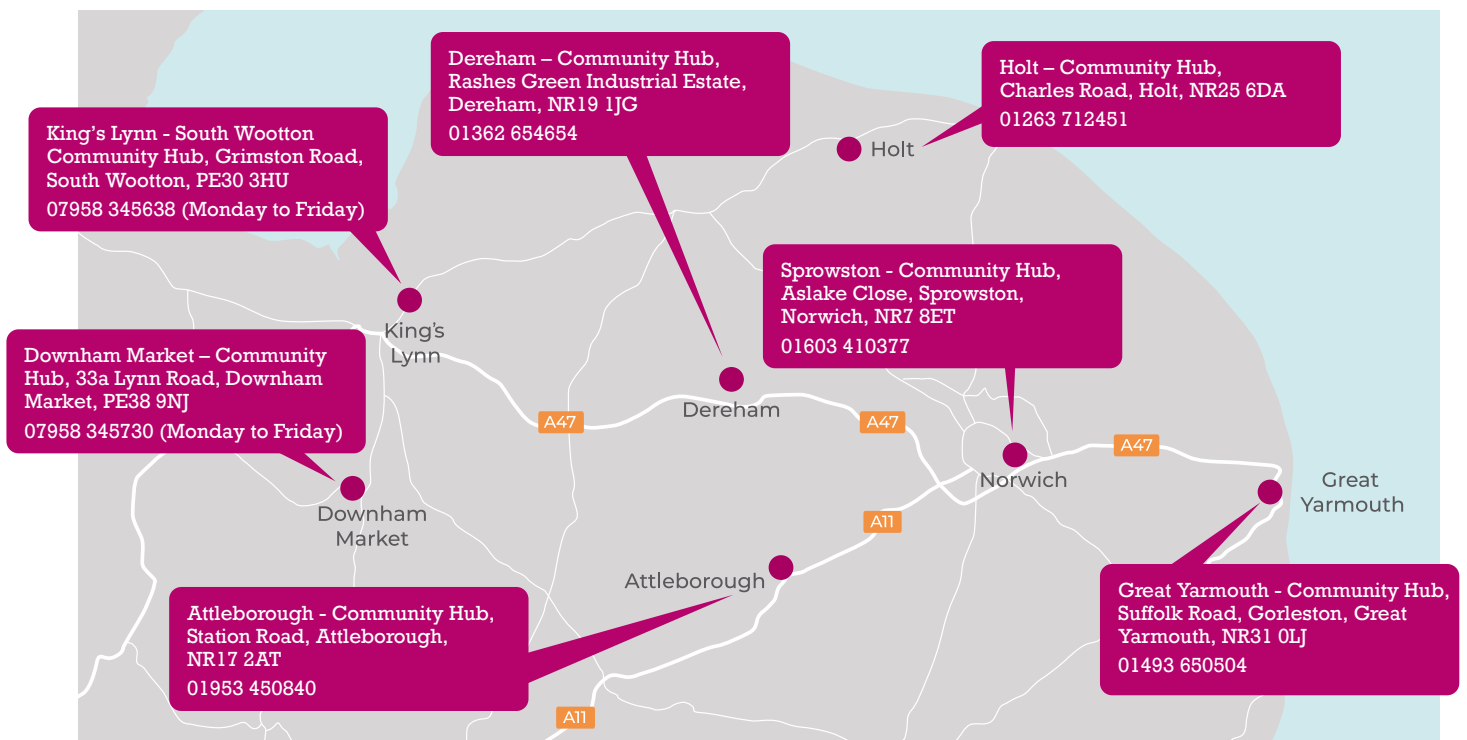 Dereham – Community Hub,
Rashes Green Industrial Estate,
Dereham, NR19 1JG
01362 654654
Holt – Community Hub,
Charles Road, Holt, NR25 6DA
01263 712451
King's Lynn - South Wootton
Community Hub, Grimston Road,
South Wootton, PE30 3HU
07958 345638 (Monday to Friday)
Holt
Sprowston - Community Hub,
Aslake Close, Sprowston,
Norwich, NR7 8ET
01603 410377
King's
Lynn
Downham Market – Community
Hub, 33a Lynn Road, Downham
Market, PE38 9NJ
07958 345730 (Monday to Friday)
Dereham
A47
A47
A47
Norwich
Great
Yarmouth
Downham
Market
A11
Attleborough
Attleborough - Community Hub,
Station Road, Attleborough,
NR17 2AT
01953 450840
Great Yarmouth - Community Hub,
Suffolk Road, Gorleston, Great
Yarmouth, NR31 0LJ
01493 650504
A11